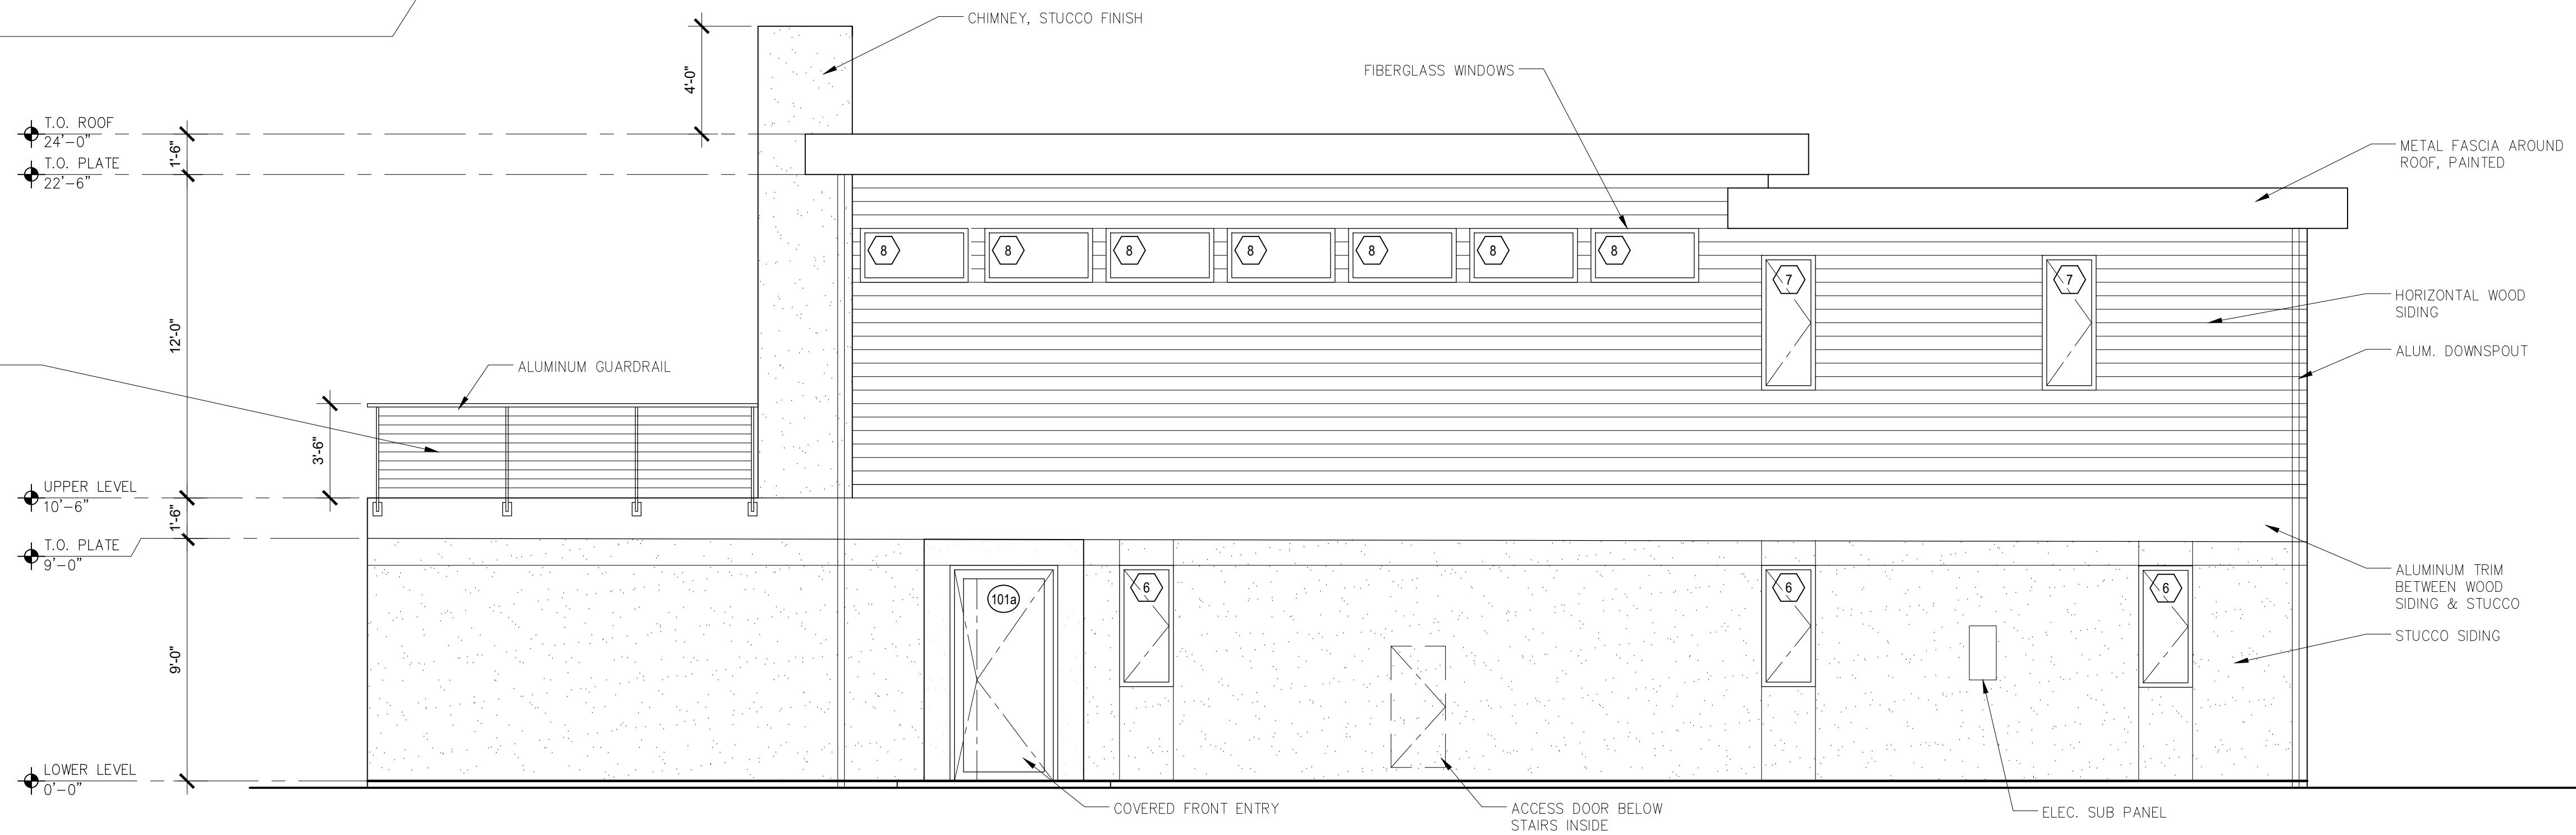 CHIMNEY, STUCCO FINISH
4'-0"
FIBERGLASS WINDOWS
T.O. ROOF
24'-0"
1'-6"
T.O. PLATE
22'-6"
METAL FASCIA AROUND
ROOF, PAINTED
8
8
8
8
8
8
8
7
7
HORIZONTAL WOOD
SIDING
12'-0"
ALUM. DOWNSPOUT
ALUMINUM GUARDRAIL
3'-6"
UPPER LEVEL
10'-6"
1'-6"
T.O. PLATE
9'-0"
ALUMINUM TRIM
BETWEEN WOOD
SIDING & STUCCO
101a
6
6
6
STUCCO SIDING
9'-0"
LOWER LEVEL
0'-0"
COVERED FRONT ENTRY
ACCESS DOOR BELOW
STAIRS INSIDE
ELEC. SUB PANEL